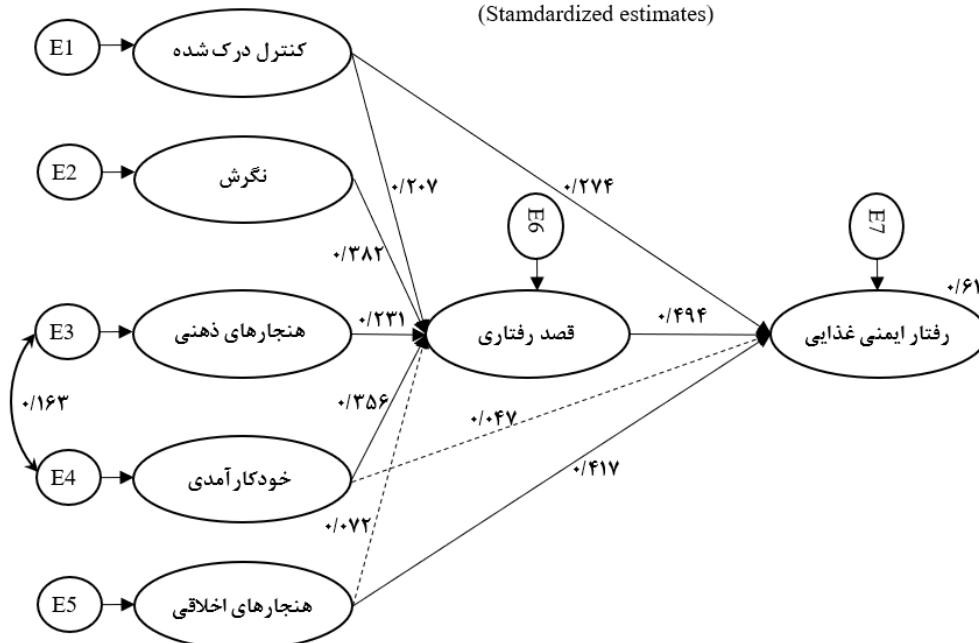 (Stamdardized estimates)
E1
کنترل درک شده
E2
نگرش
۰/۲۰۷
۰/۲۷۴
E6
E7
۰/۳۸۲
۰/۶۲
E3
هنجارهای ذهنی
۰/۲۳۱
قصد رفتاری
۰/۴۹۴
رفتار ایمنی غذایی
۰/۱۶۳
۰/۳۵۶
۰/۰۴۷
E4
خودکارآمدی
۰/۴۱۷
۰/۰۷۲
E5
هنجارهای اخلاقی